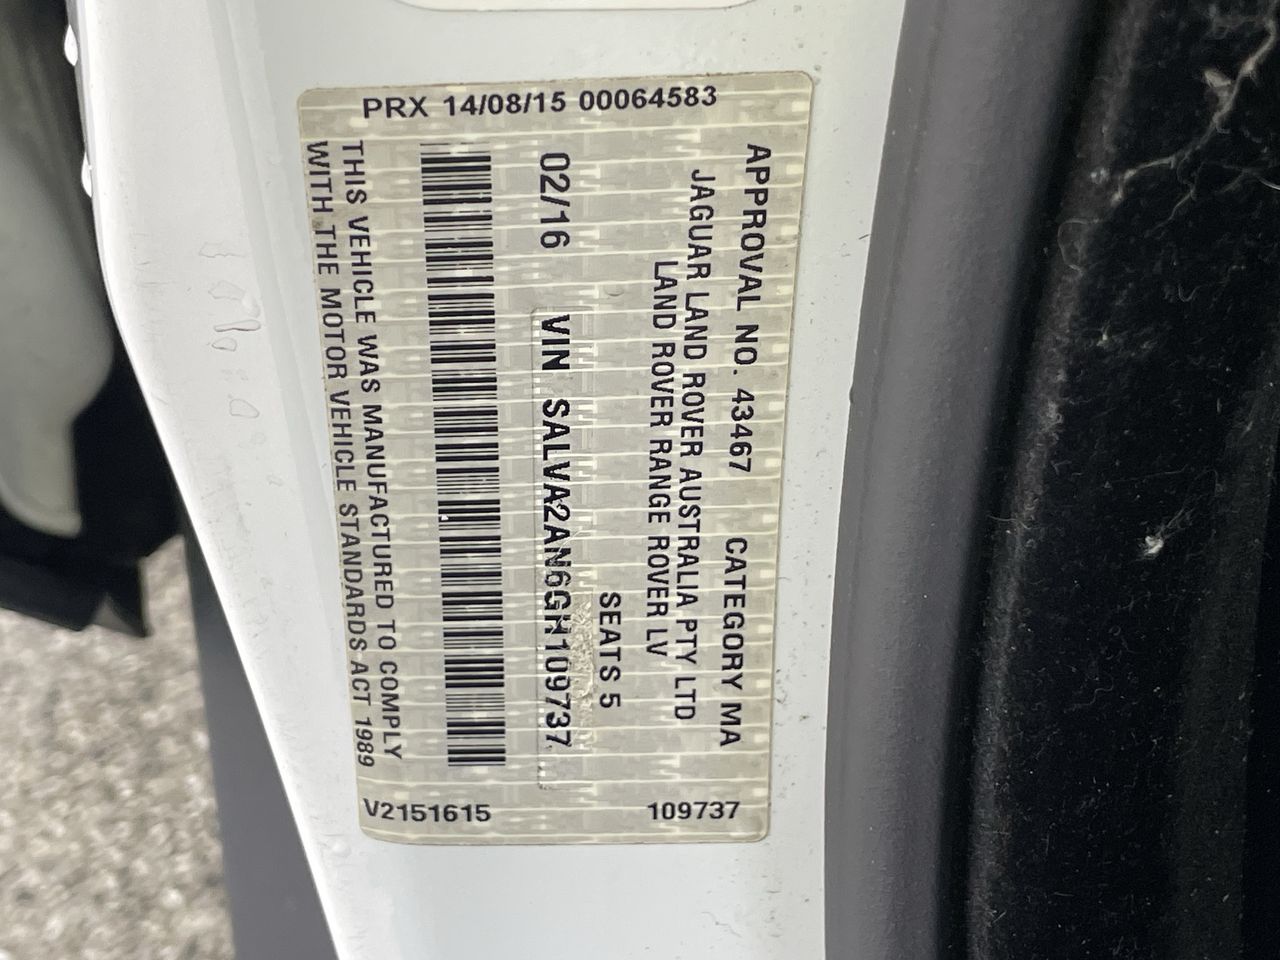 PRX 14/08/15 00064583
APPROVAL NO. 43467 CATEGORY MA
JAGUAR LAND ROVER AUSTRALIA PTY LTD
LAND ROVER RANGE ROVER LV
SEATS 5
02/16 VIN SALVA2AN6GH109737
THIS VEHICLE WAS MANUFACTURED TO COMPLY
WITH THE MOTOR VEHICLE STANDARDS ACT 1989
V2151615 109737